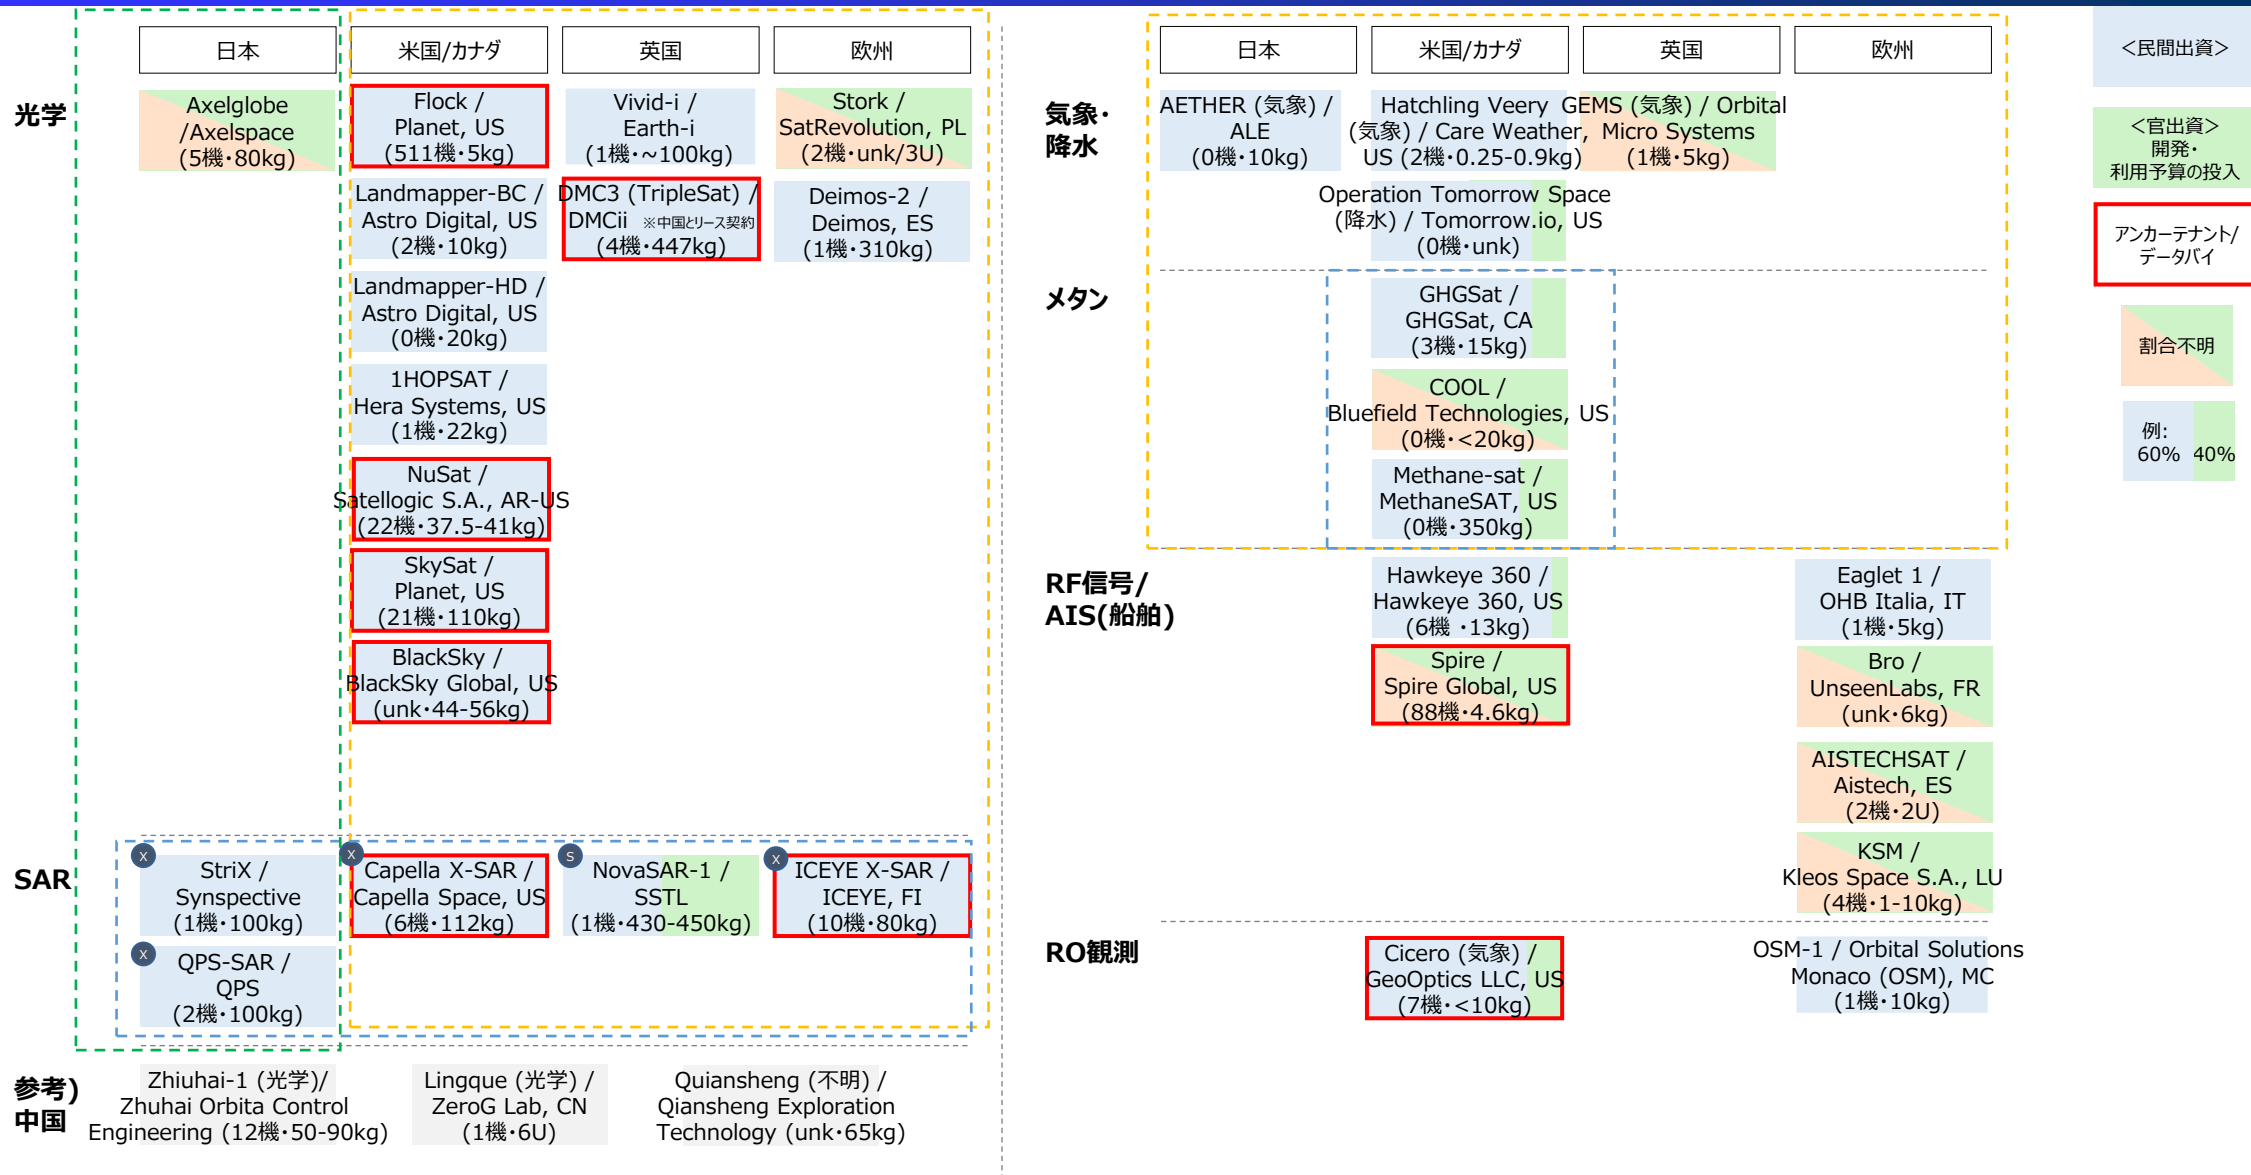 日本
米国/カナダ
英国
欧州
光学
Axelglobe
/Axelspace
(5機・80kg)
Flock /
Planet, US
(511機・5kg)
Vivid-i /
Earth-i
(1機・~100kg)
Stork /
SatRevolution, PL
(2機・unk/3U)
Landmapper-BC /
Astro Digital, US
(2機・10kg)
DMC3 (TripleSat) /
DMCii ※中国とリース契約
(4機・447kg)
Deimos-2 /
Deimos, ES
(1機・310kg)
Landmapper-HD /
Astro Digital, US
(0機・20kg)
1HOPSAT /
Hera Systems, US
(1機・22kg)
NuSat /
Satellogic S.A., AR-US
(22機・37.5-41kg)
SkySat /
Planet, US
(21機・110kg)
BlackSky /
BlackSky Global, US
(unk・44-56kg)
SAR
X
StriX /
Synspective
(1機・100kg)
X
Capella X-SAR /
Capella Space, US
(6機・112kg)
S
NovaSAR-1 /
SSTL
(1機・430-450kg)
X
ICEYE X-SAR /
ICEYE, FI
(10機・80kg)
X
QPS-SAR /
QPS
(2機・100kg)
参考)
中国
Zhiuhai-1 (光学)/
Zhuhai Orbita Control
Engineering (12機・50-90kg)
Lingque (光学) /
ZeroG Lab, CN
(1機・6U)
Quiansheng (不明) /
Qiansheng Exploration
Technology (unk・65kg)
日本
米国/カナダ
英国
欧州
気象・
降水
AETHER (気象) /
ALE
(0機・10kg)
Hatchling Veery
(気象) / Care Weather,
US (2機・0.25-0.9kg)
GEMS (気象) / Orbital
Micro Systems
(1機・5kg)
Operation Tomorrow Space
(降水) / Tomorrow.io, US
(0機・unk)
メタン
GHGSat /
GHGSat, CA
(3機・15kg)
COOL /
Bluefield Technologies, US
(0機・<20kg)
Methane-sat /
MethaneSAT, US
(0機・350kg)
RF信号/
AIS(船舶)
Hawkeye 360 /
Hawkeye 360, US
(6機 ・13kg)
Eaglet 1 /
OHB Italia, IT
(1機・5kg)
Spire /
Spire Global, US
(88機・4.6kg)
Bro /
UnseenLabs, FR
(unk・6kg)
AISTECHSAT /
Aistech, ES
(2機・2U)
KSM /
Kleos Space S.A., LU
(4機・1-10kg)
RO観測
Cicero (気象) /
GeoOptics LLC, US
(7機・<10kg)
OSM-1 / Orbital Solutions
Monaco (OSM), MC
(1機・10kg)
＜民間出資＞
＜官出資＞
開発・
利用予算の投入
アンカーテナント/
データバイ
割合不明
例:
60% 40%